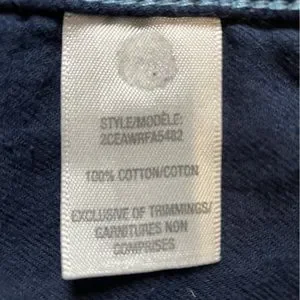 STYLE/MODÈLE:
2CEAWRFA5482
100% COTTON/COTON
EXCLUSIVE OF TRIMMINGS/
GARNITURES NON
COMPRISES